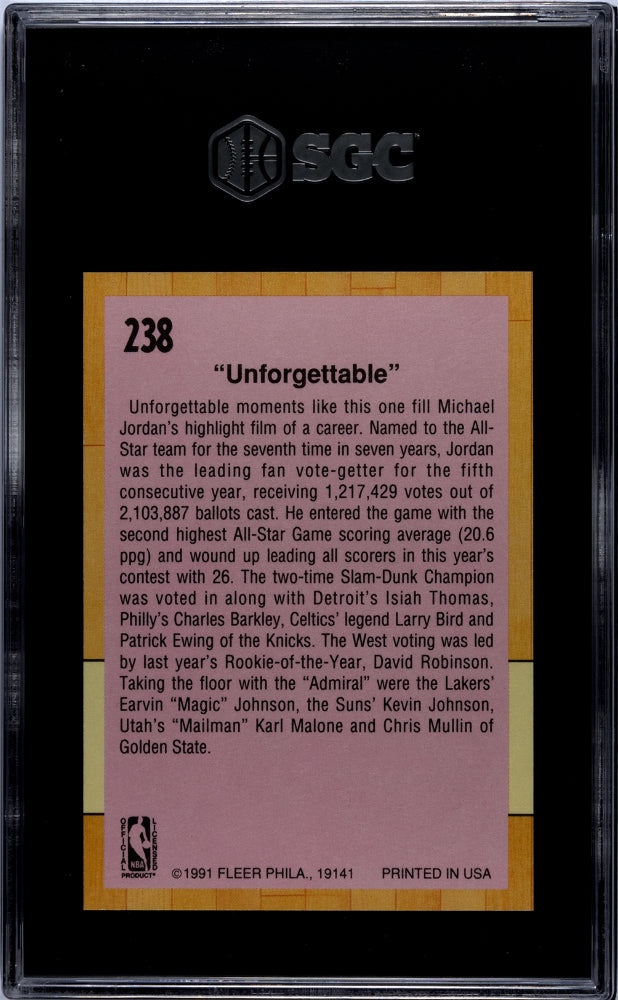 SGC
238
“Unforgettable”
Unforgettable moments like this one fill Michael
Jordan's highlight film of a career. Named to the All-
Star team for the seventh time in seven years, Jordan
was the leading fan vote-getter for the fifth
consecutive year, receiving 1,217,429 votes out of
2,103,887 ballots cast. He entered the game with the
second highest All-Star Game scoring average (20.6
ppg) and wound up leading all scorers in this year's
contest with 26. The two-time Slam-Dunk Champion
was voted in along with Detroit's Isiah Thomas,
Philly's Charles Barkley, Celtics' legend Larry Bird and
Patrick Ewing of the Knicks. The West voting was led
by last year's Rookie-of-the-Year, David Robinson.
Taking the floor with the “Admiral” were the Lakers'
Earvin “Magic” Johnson, the Suns' Kevin Johnson,
Utah's “Mailman” Karl Malone and Chris Mullin of
Golden State.
OFFICIAL LICENSED
NBA
PRODUCT®
©1991 FLEER PHILA., 19141 PRINTED IN USA